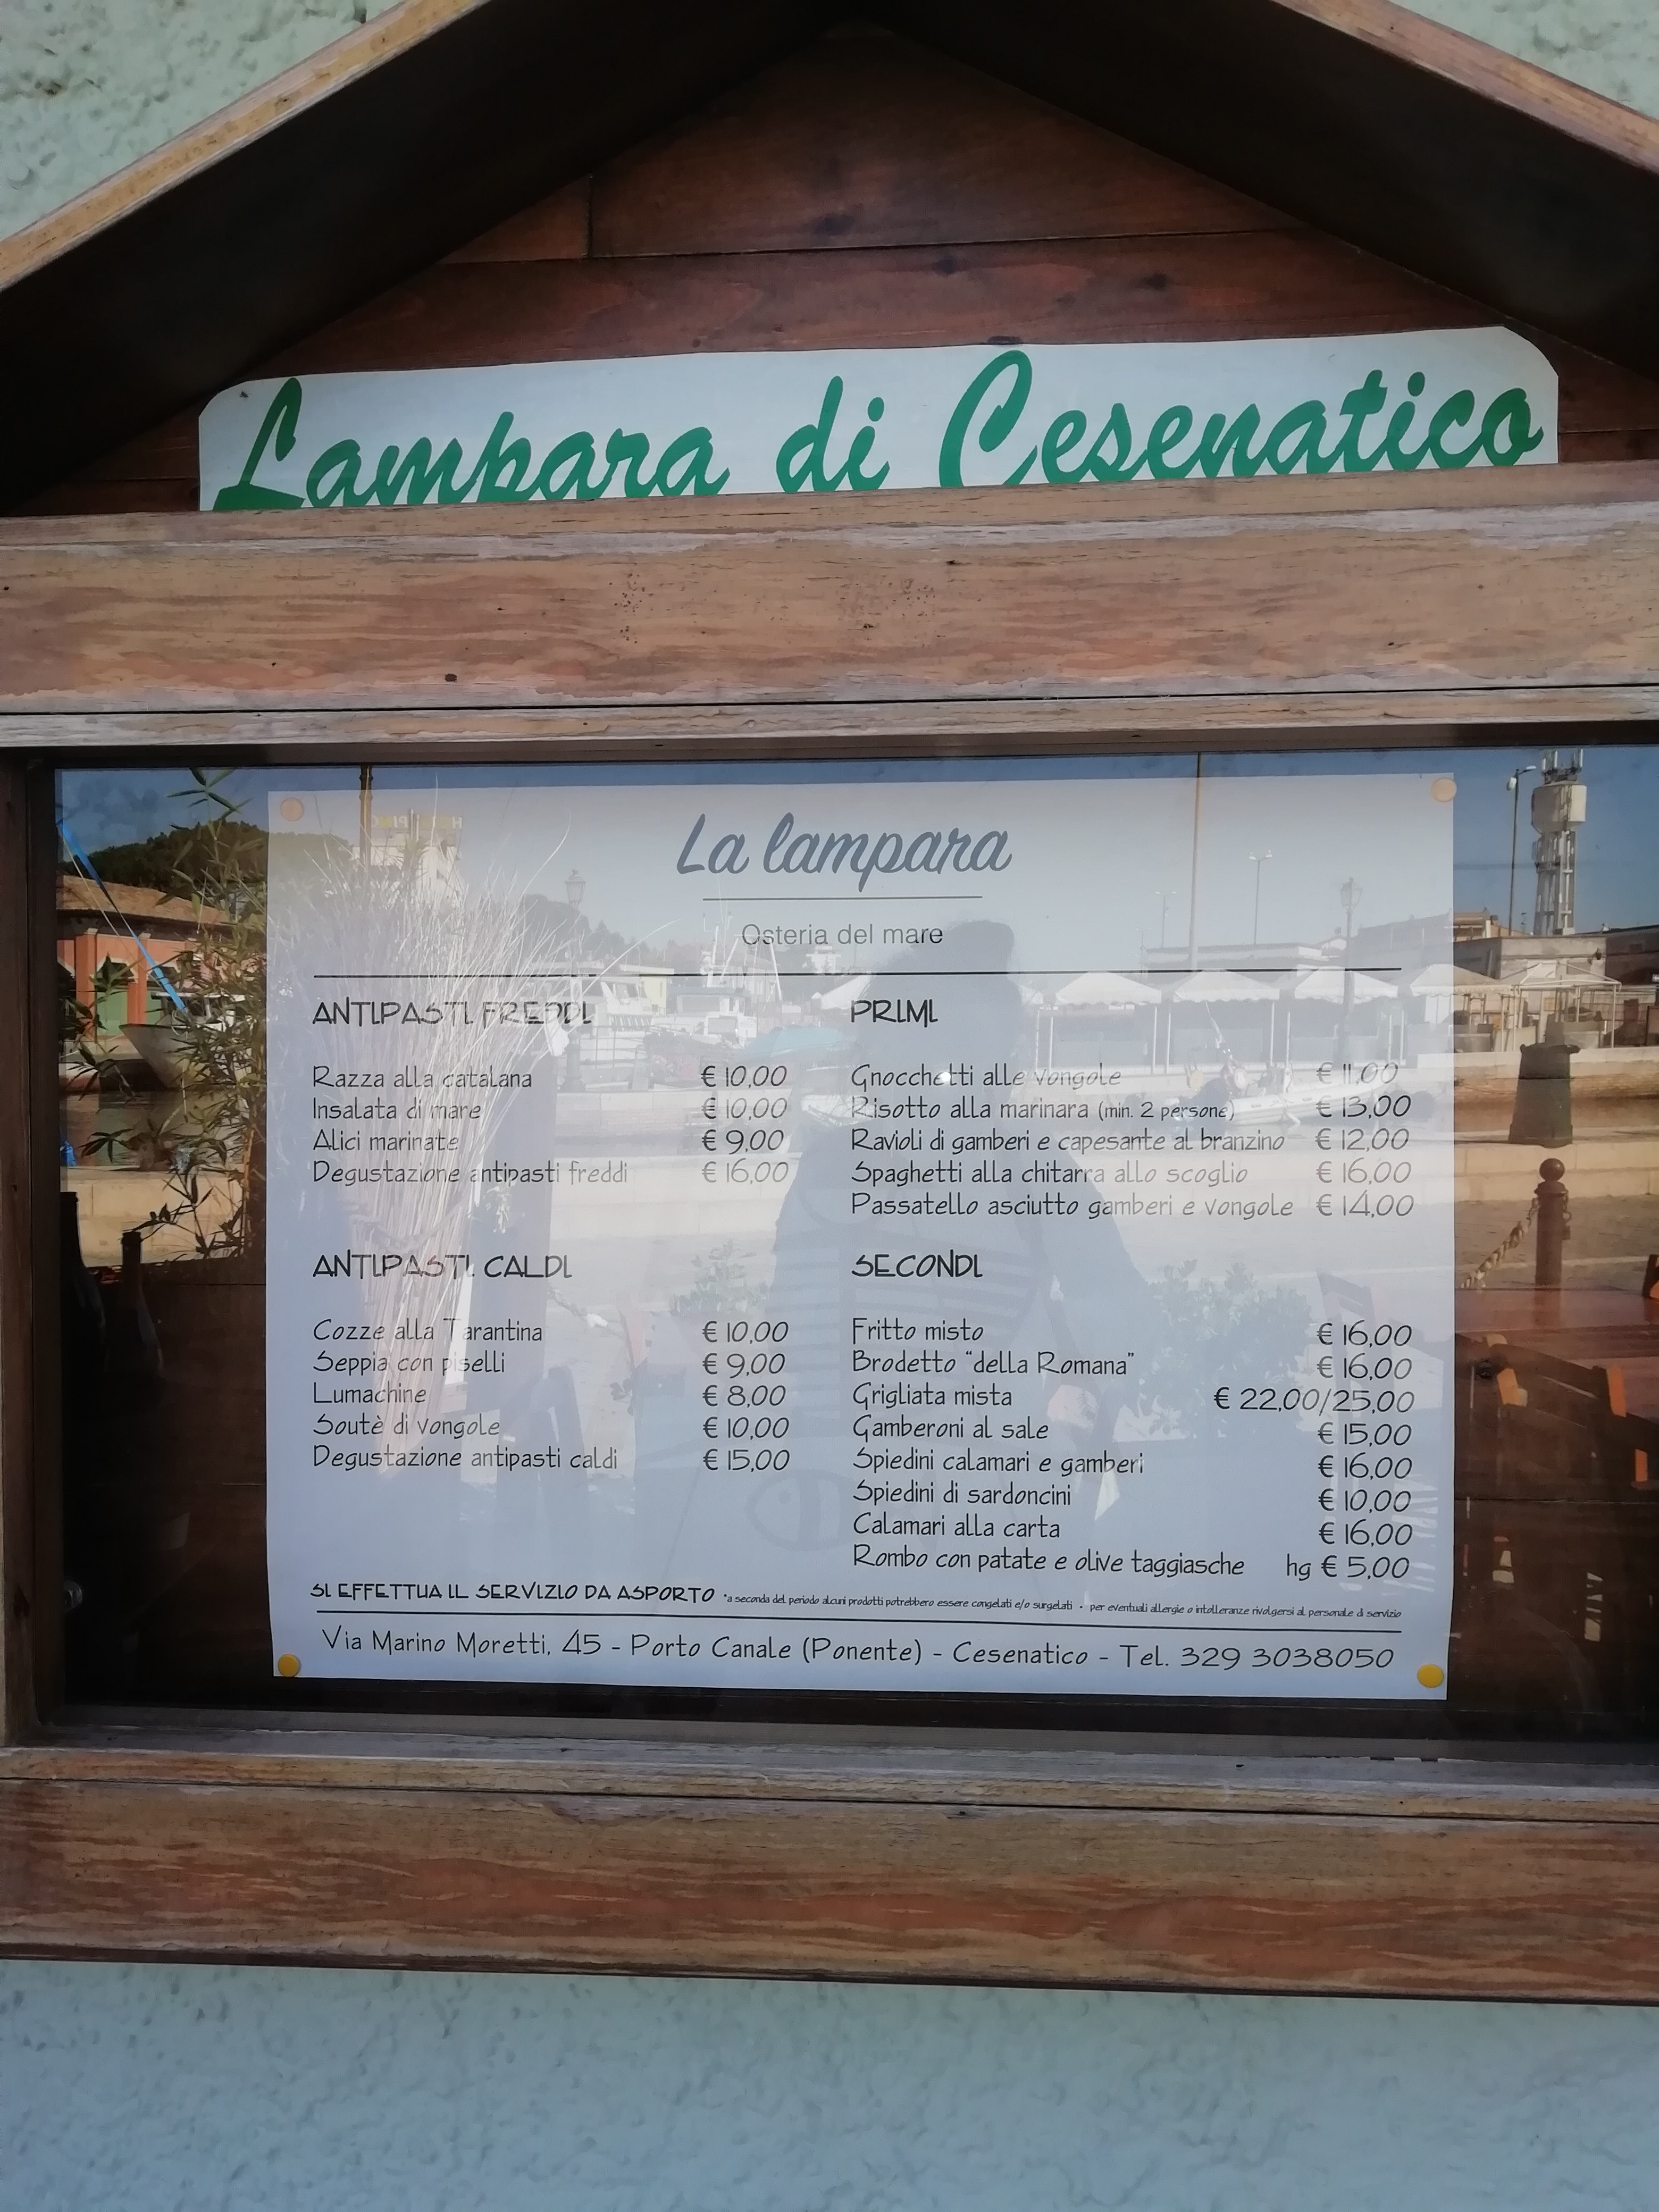 Lampara di Cesenatico
La lampara
Osteria del mare
ANTIPASTI FREDDI
Razza alla catalana € 10,00
Insalata di mare € 10,00
Alici marinate € 9,00
Degustazione antipasti freddi € 16,00
ANTIPASTI CALDI
Cozze alla Tarantina € 10,00
Seppia con piselli € 9,00
Lumachine € 8,00
Soutè di vongole € 10,00
Degustazione antipasti caldi € 15,00
PRIMI
Gnocchetti alle vongole € 11,00
Risotto alla marinara (min. 2 persone) € 13,00
Ravioli di gamberi e capesante al branzino € 12,00
Spaghetti alla chitarra allo scoglio € 16,00
Passatello asciutto gamberi e vongole € 14,00
SECONDI
Fritto misto € 16,00
Brodetto “della Romana” € 16,00
Grigliata mista € 22,00/25,00
Gamberoni al sale € 15,00
Spiedini calamari e gamberi € 16,00
Spiedini di sardoncini € 10,00
Calamari alla carta € 16,00
Rombo con patate e olive taggiasche hg € 5,00
SI EFFETTUA IL SERVIZIO DA ASPORTO *a seconda del periodo alcuni prodotti potrebbero essere congelati e/o surgelati - per eventuali allergie o intolleranze rivolgersi al personale di servizio
Via Marino Moretti, 45 - Porto Canale (Ponente) - Cesenatico - Tel. 329 3038050